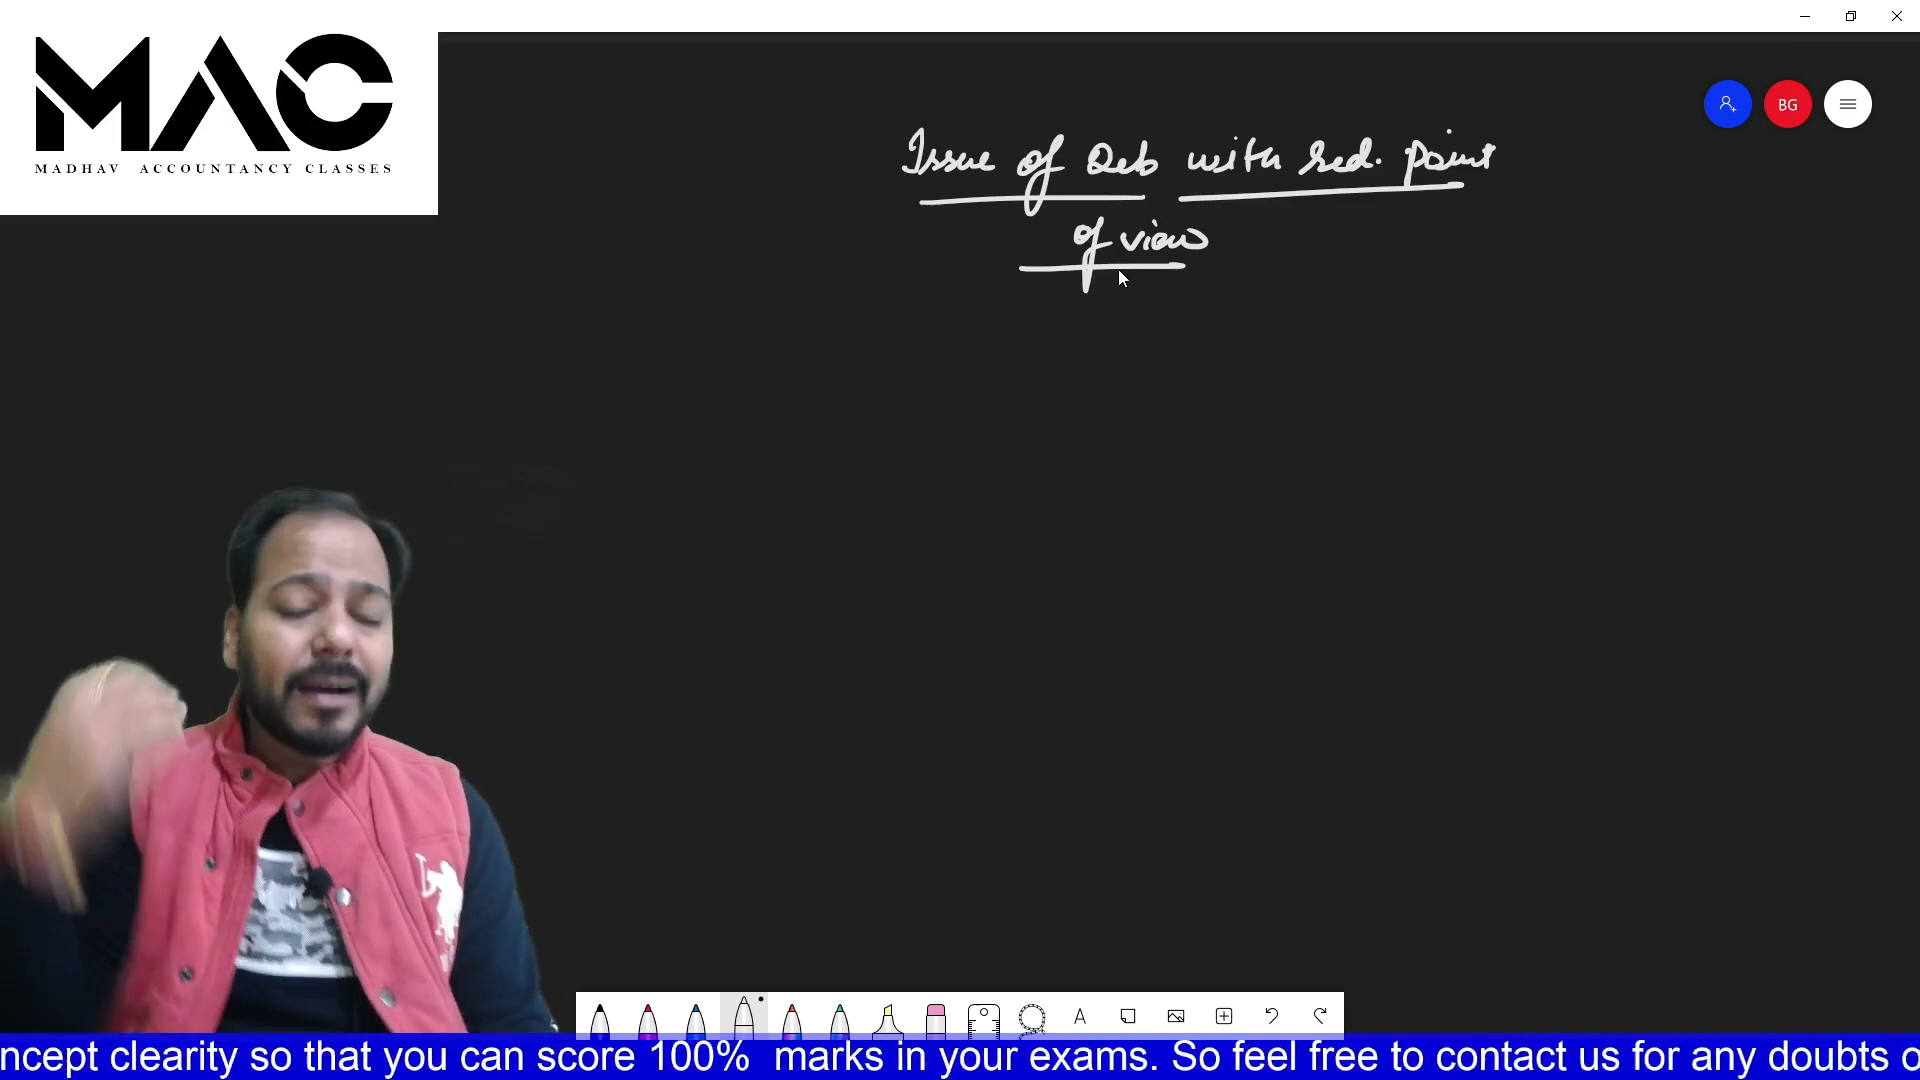 MAC
MADHAV ACCOUNTANCY CLASSES
BG
Issue of Deb with red. point
of view
A
ncept clearity so that you can score 100% marks in your exams. So feel free to contact us for any doubts o